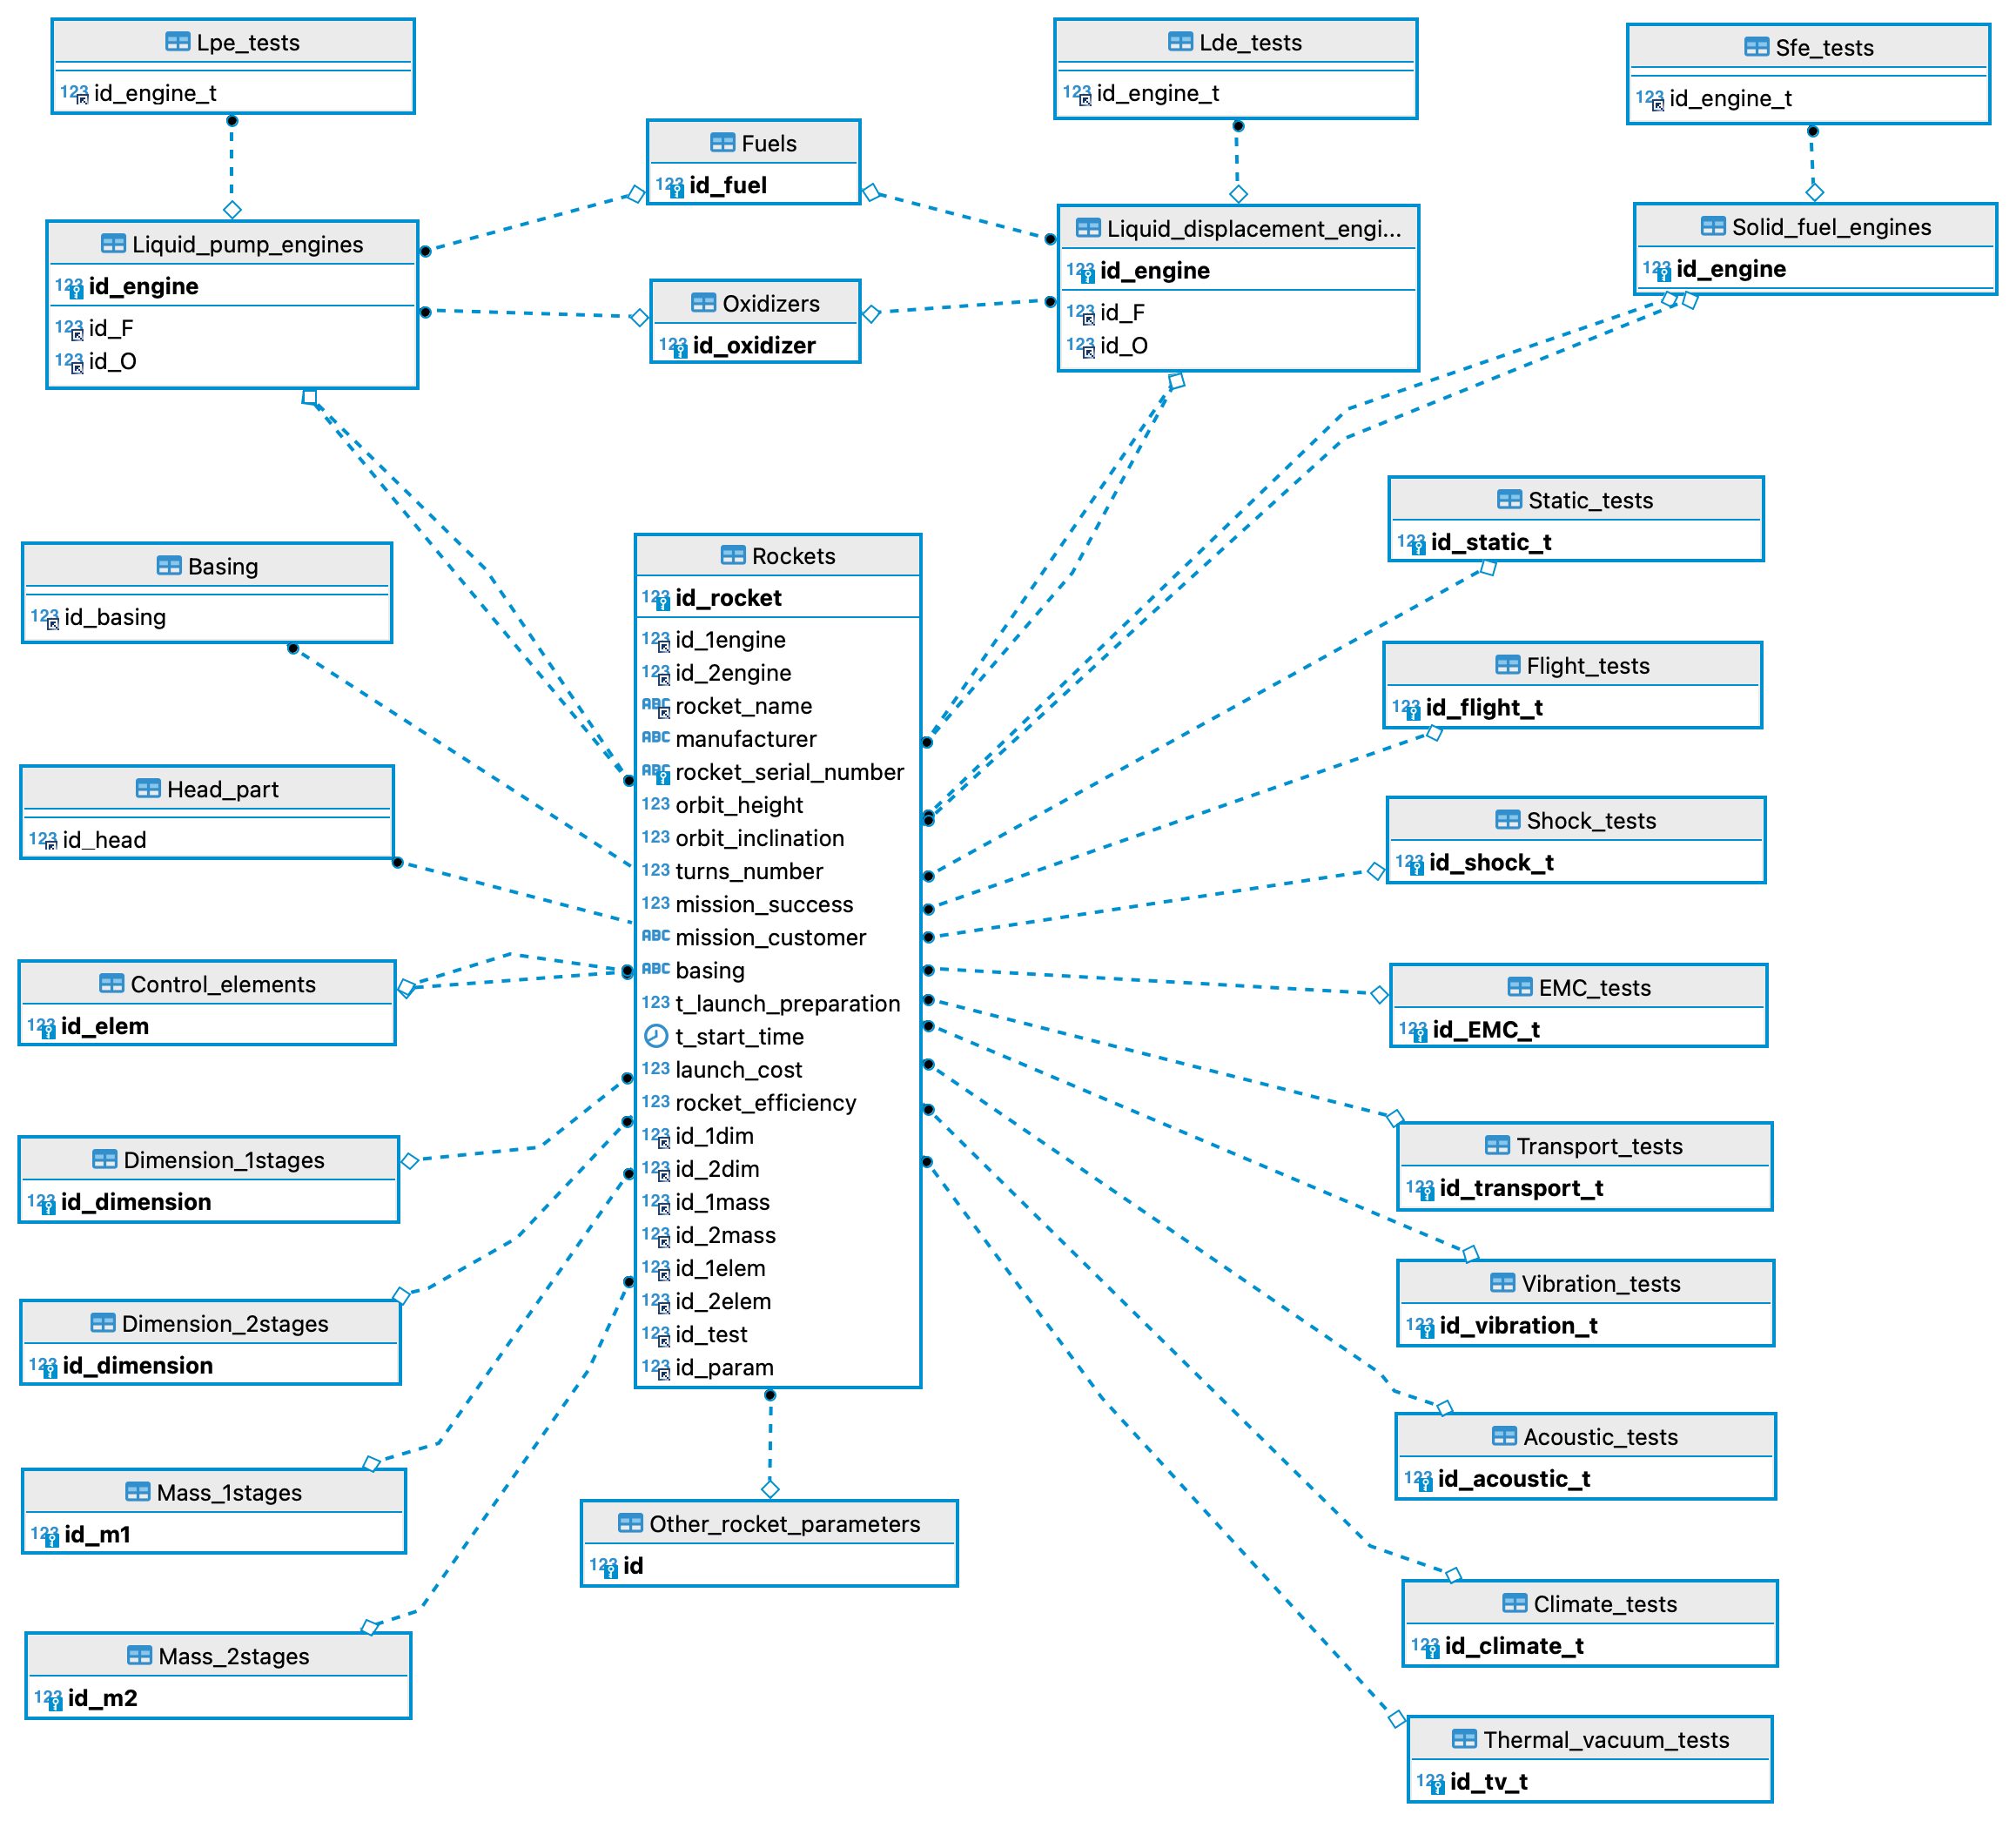 Lpe_tests
123 id_engine_t
Lde_tests
123 id_engine_t
Sfe_tests
123 id_engine_t
Fuels
123 id_fuel
Liquid_pump_engines
123 id_engine
123 id_F
123 id_O
Oxidizers
123 id_oxidizer
Liquid_displacement_engi...
123 id_engine
123 id_F
123 id_O
Solid_fuel_engines
123 id_engine
Basing
123 id_basing
Head_part
123 id_head
Control_elements
123 id_elem
Dimension_1stages
123 id_dimension
Dimension_2stages
123 id_dimension
Mass_1stages
123 id_m1
Mass_2stages
123 id_m2
Rockets
123 id_rocket
123 id_1engine
123 id_2engine
ABC rocket_name
ABC manufacturer
ABC rocket_serial_number
123 orbit_height
123 orbit_inclination
123 turns_number
123 mission_success
ABC mission_customer
ABC basing
123 t_launch_preparation
t_start_time
123 launch_cost
123 rocket_efficiency
123 id_1dim
123 id_2dim
123 id_1mass
123 id_2mass
123 id_1elem
123 id_2elem
123 id_test
123 id_param
Other_rocket_parameters
123 id
Static_tests
123 id_static_t
Flight_tests
123 id_flight_t
Shock_tests
123 id_shock_t
EMC_tests
123 id_EMC_t
Transport_tests
123 id_transport_t
Vibration_tests
123 id_vibration_t
Acoustic_tests
123 id_acoustic_t
Climate_tests
123 id_climate_t
Thermal_vacuum_tests
123 id_tv_t